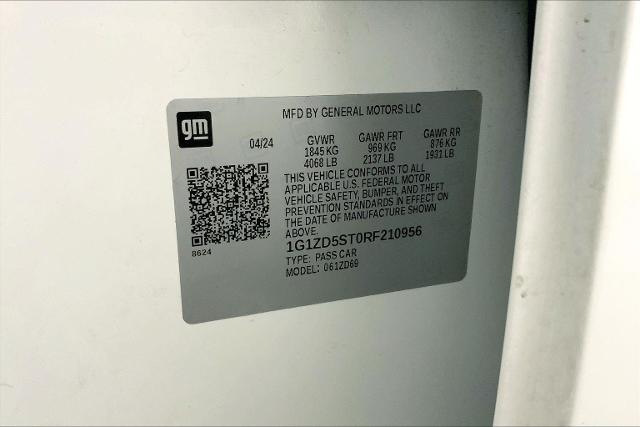 MFD BY GENERAL MOTORS LLC
gm
04/24
GVWR GAWR FRT GAWR RR
1845 KG 969 KG 876 KG
4068 LB 2137 LB 1931 LB
THIS VEHICLE CONFORMS TO ALL
APPLICABLE U.S. FEDERAL MOTOR
VEHICLE SAFETY, BUMPER, AND THEFT
PREVENTION STANDARDS IN EFFECT ON
THE DATE OF MANUFACTURE SHOWN
ABOVE.
1G1ZD5ST0RF210956
TYPE: PASS CAR
MODEL: 061ZD69
8624